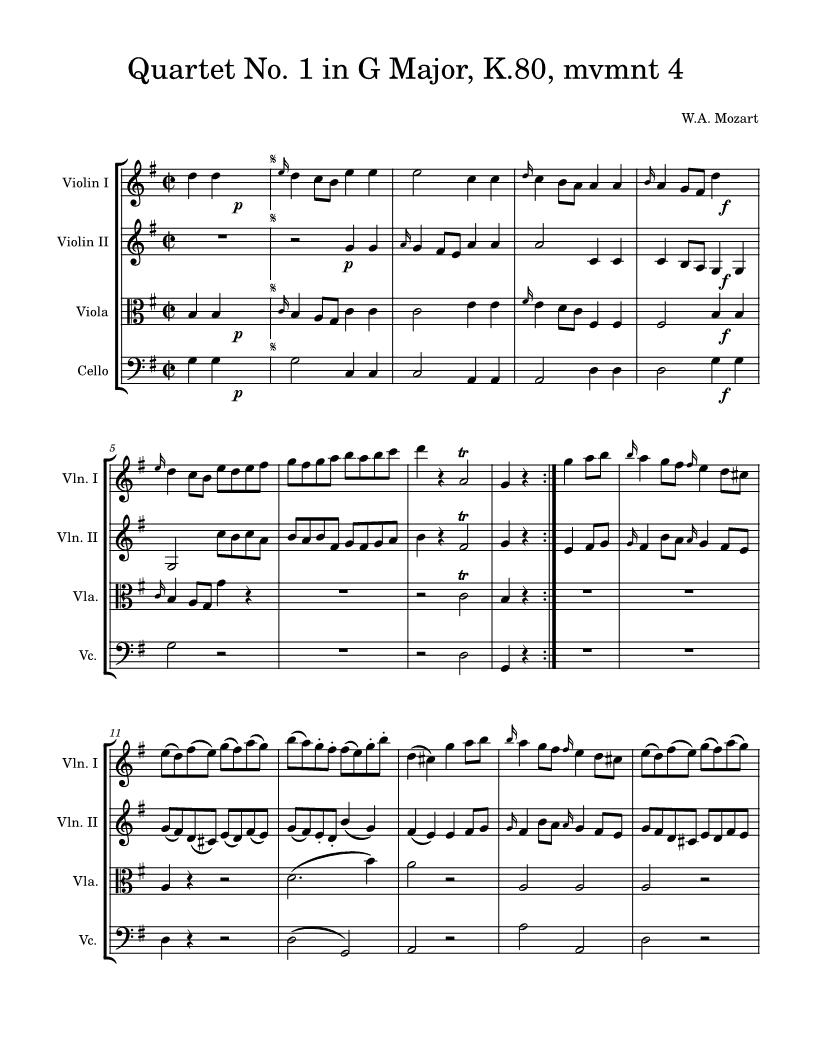 Quartet No. 1 in G Major, K.80, mvmnt 4
W.A. Mozart
Violin I
p
f
Violin II
p
f
Viola
p
f
Cello
p
f
5
tr
Vln. I
tr
Vln. II
tr
Vla.
Vc.
11
Vln. I
Vln. II
Vla.
Vc.